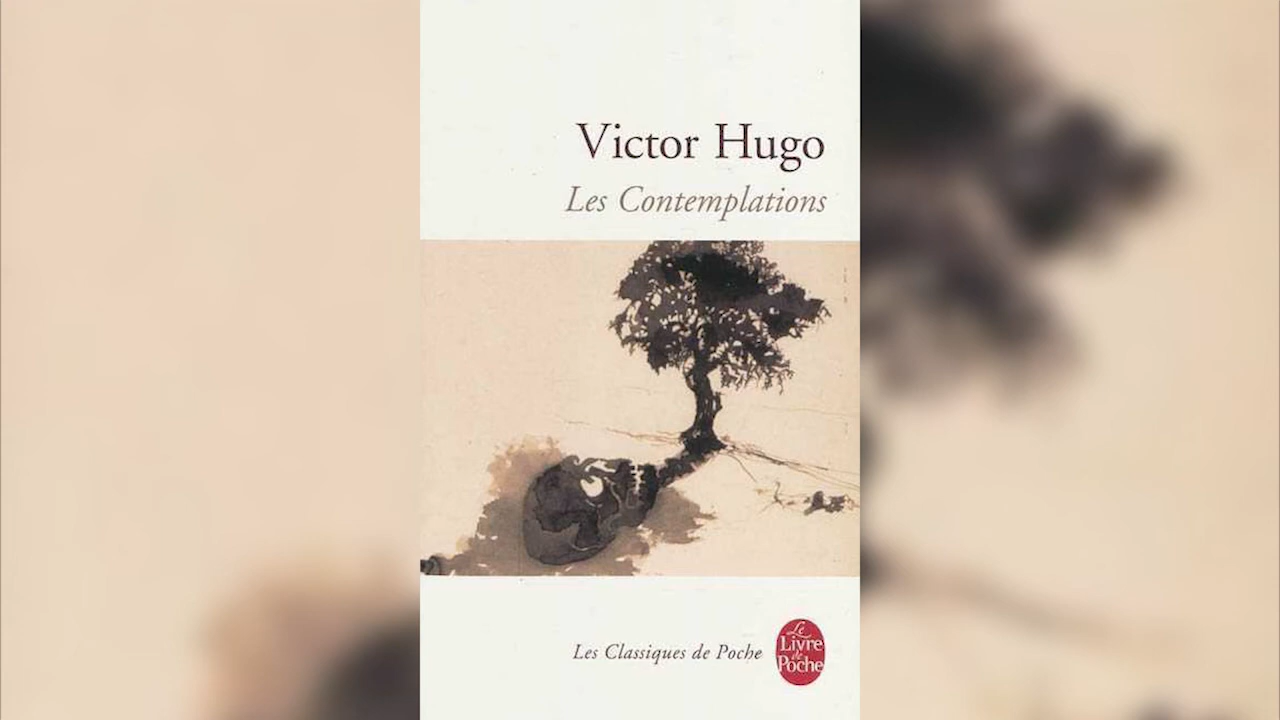 Victor Hugo
Les Contemplations
Les Classiques de Poche
Le
Livre
de
Poche